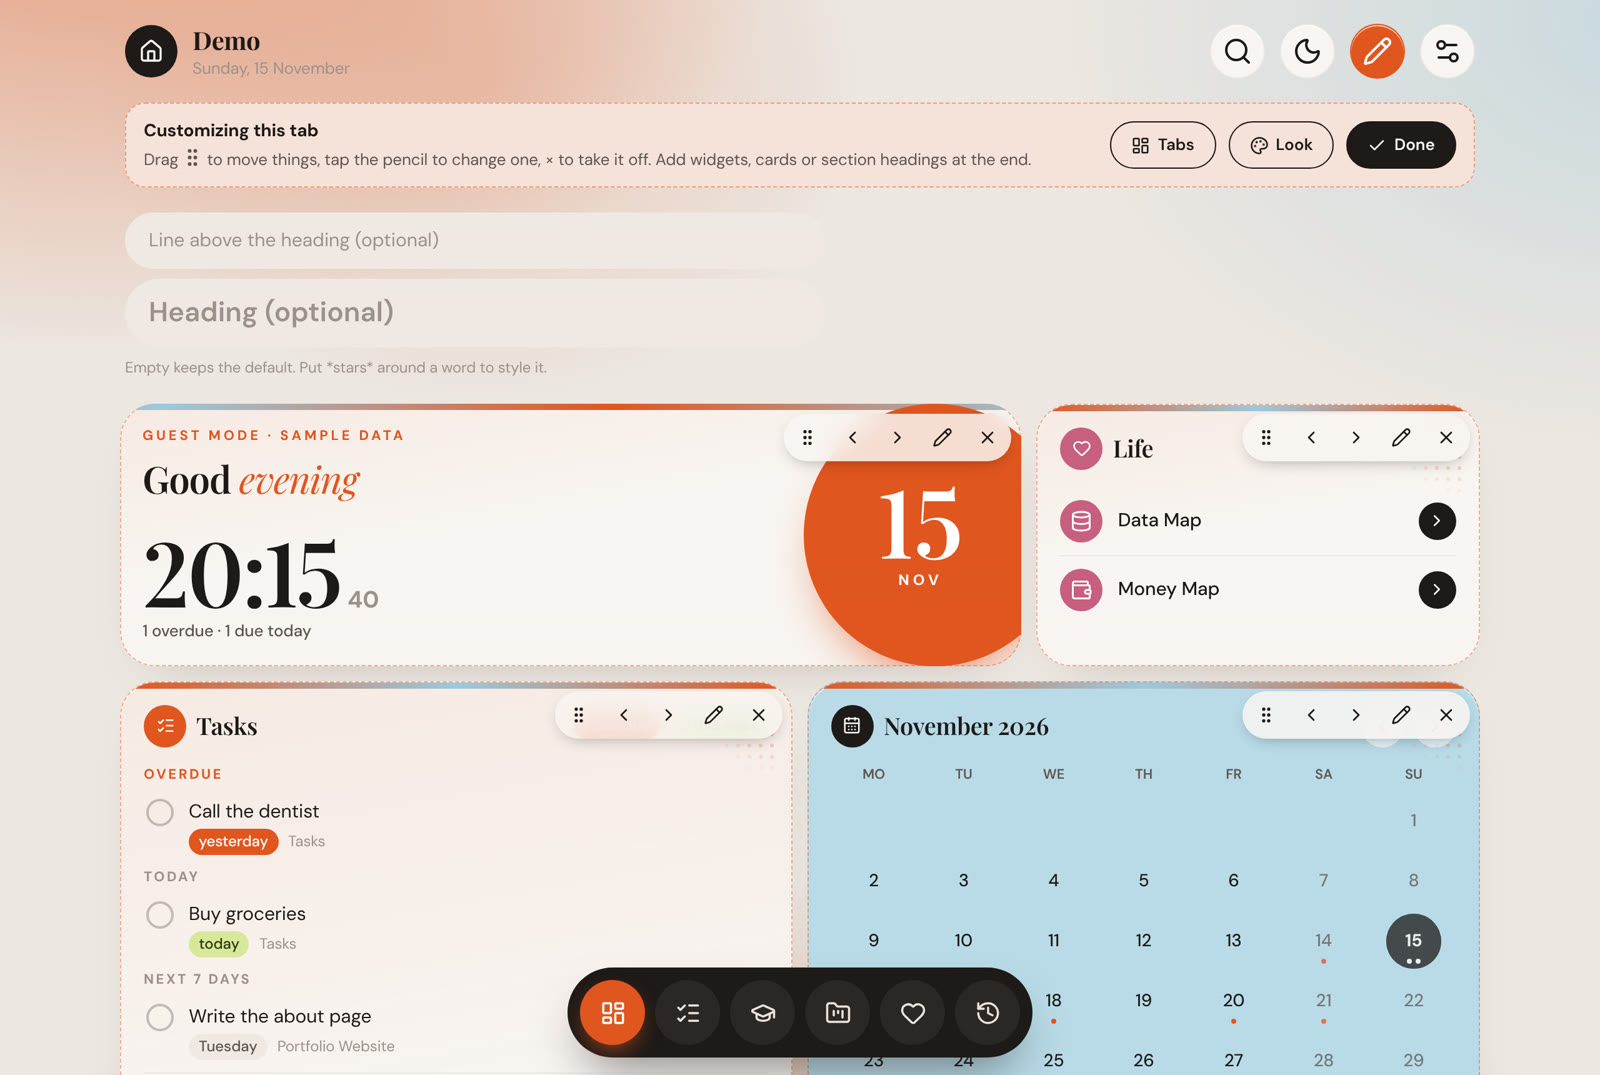 Demo
Sunday, 15 November
Customizing this tab
Drag to move things, tap the pencil to change one, × to take it off. Add widgets, cards or section headings at the end.
Tabs
Look
Done
Line above the heading (optional)
Heading (optional)
Empty keeps the default. Put *stars* around a word to style it.
GUEST MODE · SAMPLE DATA
Good evening
20:15 40
1 overdue · 1 due today
15
NOV
Life
Data Map
Money Map
Tasks
OVERDUE
Call the dentist
yesterday Tasks
TODAY
Buy groceries
today Tasks
NEXT 7 DAYS
Write the about page
Tuesday Portfolio Website
November 2026
MO TU WE TH FR SA SU
1
2 3 4 5 6 7 8
9 10 11 12 13 14 15
18 19 20 21 22
23 24 25 26 27 28 29